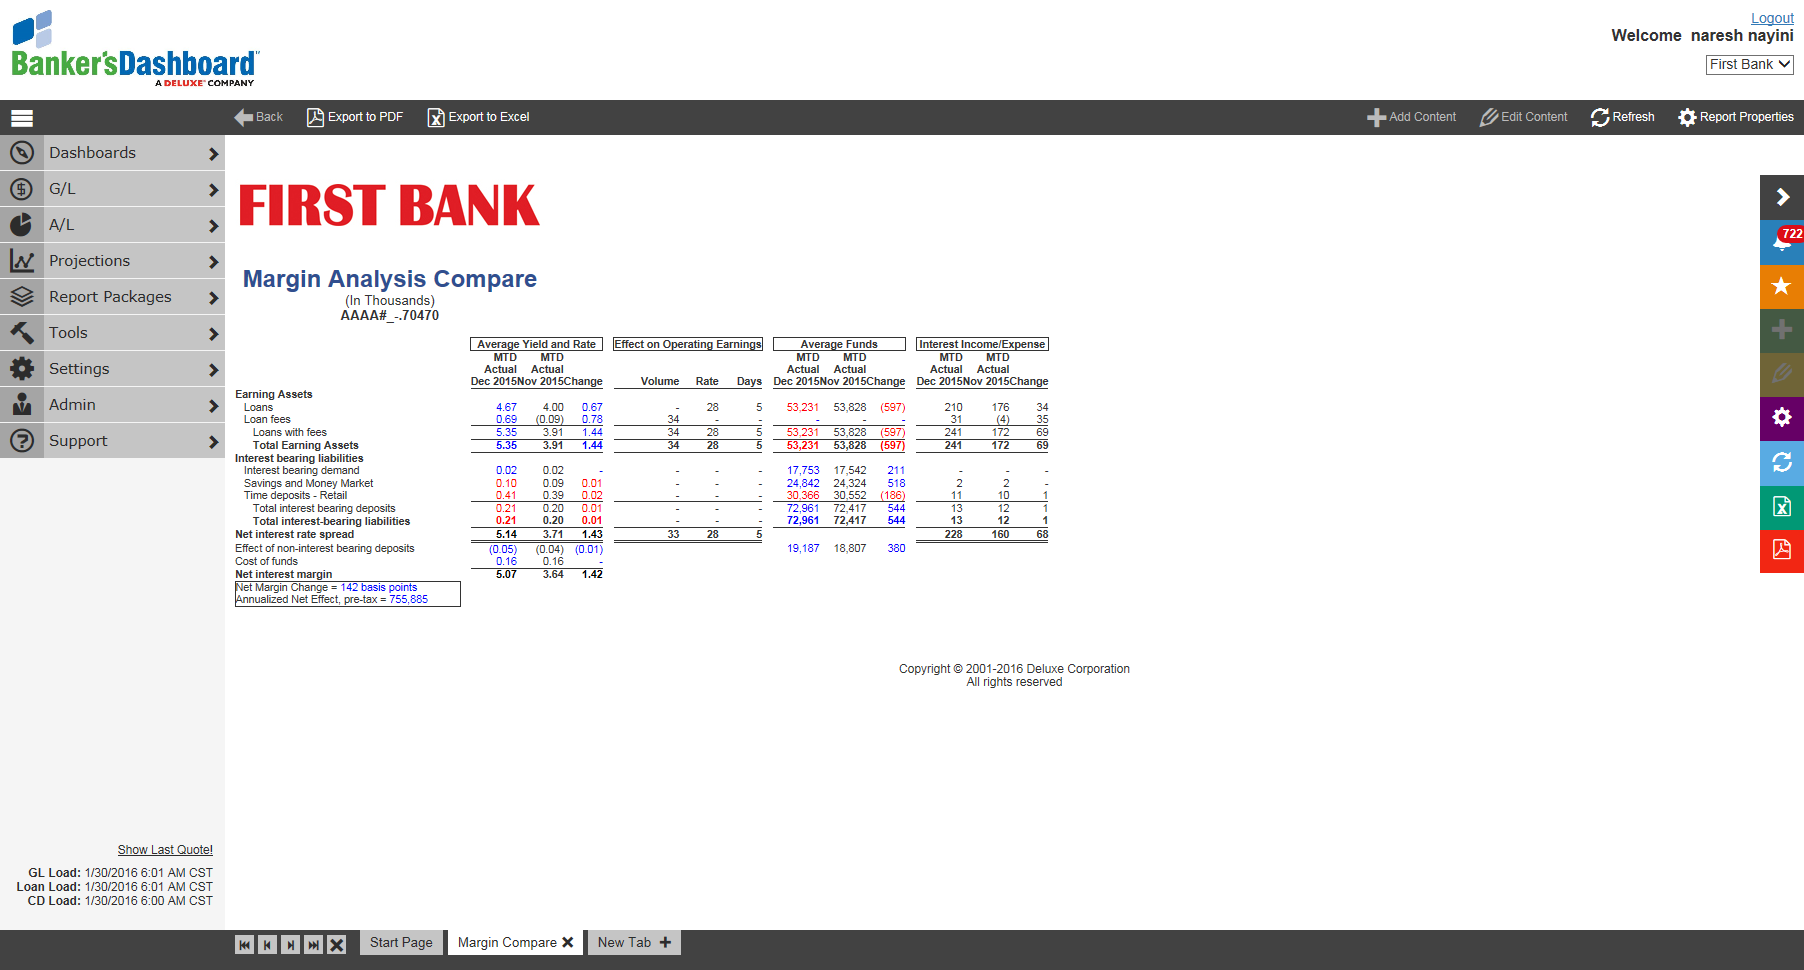 Banker'sDashboard
A DELUXE COMPANY
Logout
Welcome naresh nayini
First Bank
Back Export to PDF Export to Excel Add Content Edit Content Refresh Report Properties
Dashboards
G/L
A/L
Projections
Report Packages
Tools
Settings
Admin
Support
722
FIRST BANK
Margin Analysis Compare
(In Thousands)
AAAA#_-.70470
Average Yield and Rate Effect on Operating Earnings Average Funds Interest Income/Expense
MTD MTD MTD MTD MTD MTD
Actual Actual Actual Actual Actual Actual
Dec 2015 Nov 2015 Change Volume Rate Days Dec 2015 Nov 2015 Change Dec 2015 Nov 2015 Change
Earning Assets
Loans 4.67 4.00 0.67 - 28 5 53,231 53,828 (597) 210 176 34
Loan fees 0.69 (0.09) 0.78 34 - - - - - 31 (4) 35
Loans with fees 5.35 3.91 1.44 34 28 5 53,231 53,828 (597) 241 172 69
Total Earning Assets 5.35 3.91 1.44 34 28 5 53,231 53,828 (597) 241 172 69
Interest bearing liabilities
Interest bearing demand 0.02 0.02 - - - - 17,753 17,542 211 - - -
Savings and Money Market 0.10 0.09 0.01 - - - 24,842 24,324 518 2 2 -
Time deposits - Retail 0.41 0.39 0.02 - - - 30,366 30,552 (186) 11 10 1
Total interest bearing deposits 0.21 0.20 0.01 - - - 72,961 72,417 544 13 12 1
Total interest-bearing liabilities 0.21 0.20 0.01 - - - 72,961 72,417 544 13 12 1
Net interest rate spread 5.14 3.71 1.43 33 28 5 228 160 68
Effect of non-interest bearing deposits (0.05) (0.04) (0.01) 19,187 18,807 380
Cost of funds 0.16 0.16 -
Net interest margin 5.07 3.64 1.42
Net Margin Change = 142 basis points
Annualized Net Effect, pre-tax = 755,885
Copyright © 2001-2016 Deluxe Corporation
All rights reserved
Show Last Quote!
GL Load: 1/30/2016 6:01 AM CST
Loan Load: 1/30/2016 6:01 AM CST
CD Load: 1/30/2016 6:00 AM CST
Start Page Margin Compare New Tab